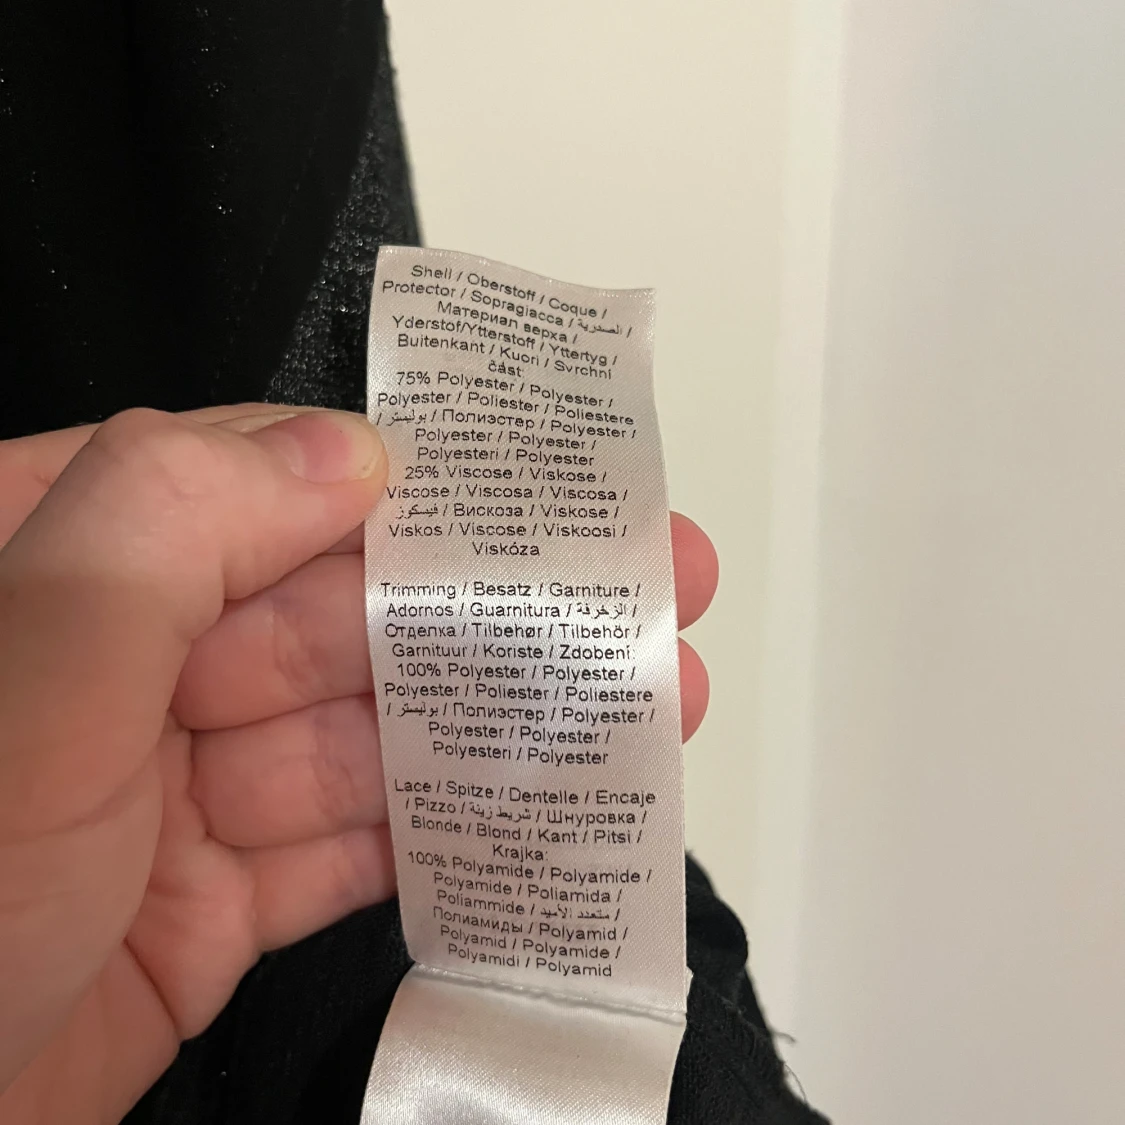 Shell / Oberstoff / Coque /
Protector / Sopragiacca / الصدرية /
Материал верха /
Yderstof/Ytterstoff / Yttertyg /
Buitenkant / Kuori / Svrchní
část:
75% Polyester / Polyester /
Polyester / Poliester / Poliestere
/ بوليستر / Полиэстер / Polyester /
Polyester / Polyester /
Polyesteri / Polyester
25% Viscose / Viskose /
Viscose / Viscosa / Viscosa /
فيسكوز / Вискоза / Viskose /
Viskos / Viscose / Viskoosi /
Viskóza
Trimming / Besatz / Garniture /
Adornos / Guarnitura / الزخرفة /
Отделка / Tilbehør / Tilbehör /
Garnituur / Koriste / Zdobení:
100% Polyester / Polyester /
Polyester / Poliester / Poliestere
/ بوليستر / Полиэстер / Polyester /
Polyester / Polyester /
Polyesteri / Polyester
Lace / Spitze / Dentelle / Encaje
/ Pizzo / شريط زينة / Шнуровка /
Blonde / Blond / Kant / Pitsi /
Krajka:
100% Polyamide / Polyamide /
Polyamide / Poliamida /
Poliammide / متعدد الأميد /
Полиамиды / Polyamid /
Polyamid / Polyamide /
Polyamidi / Polyamid